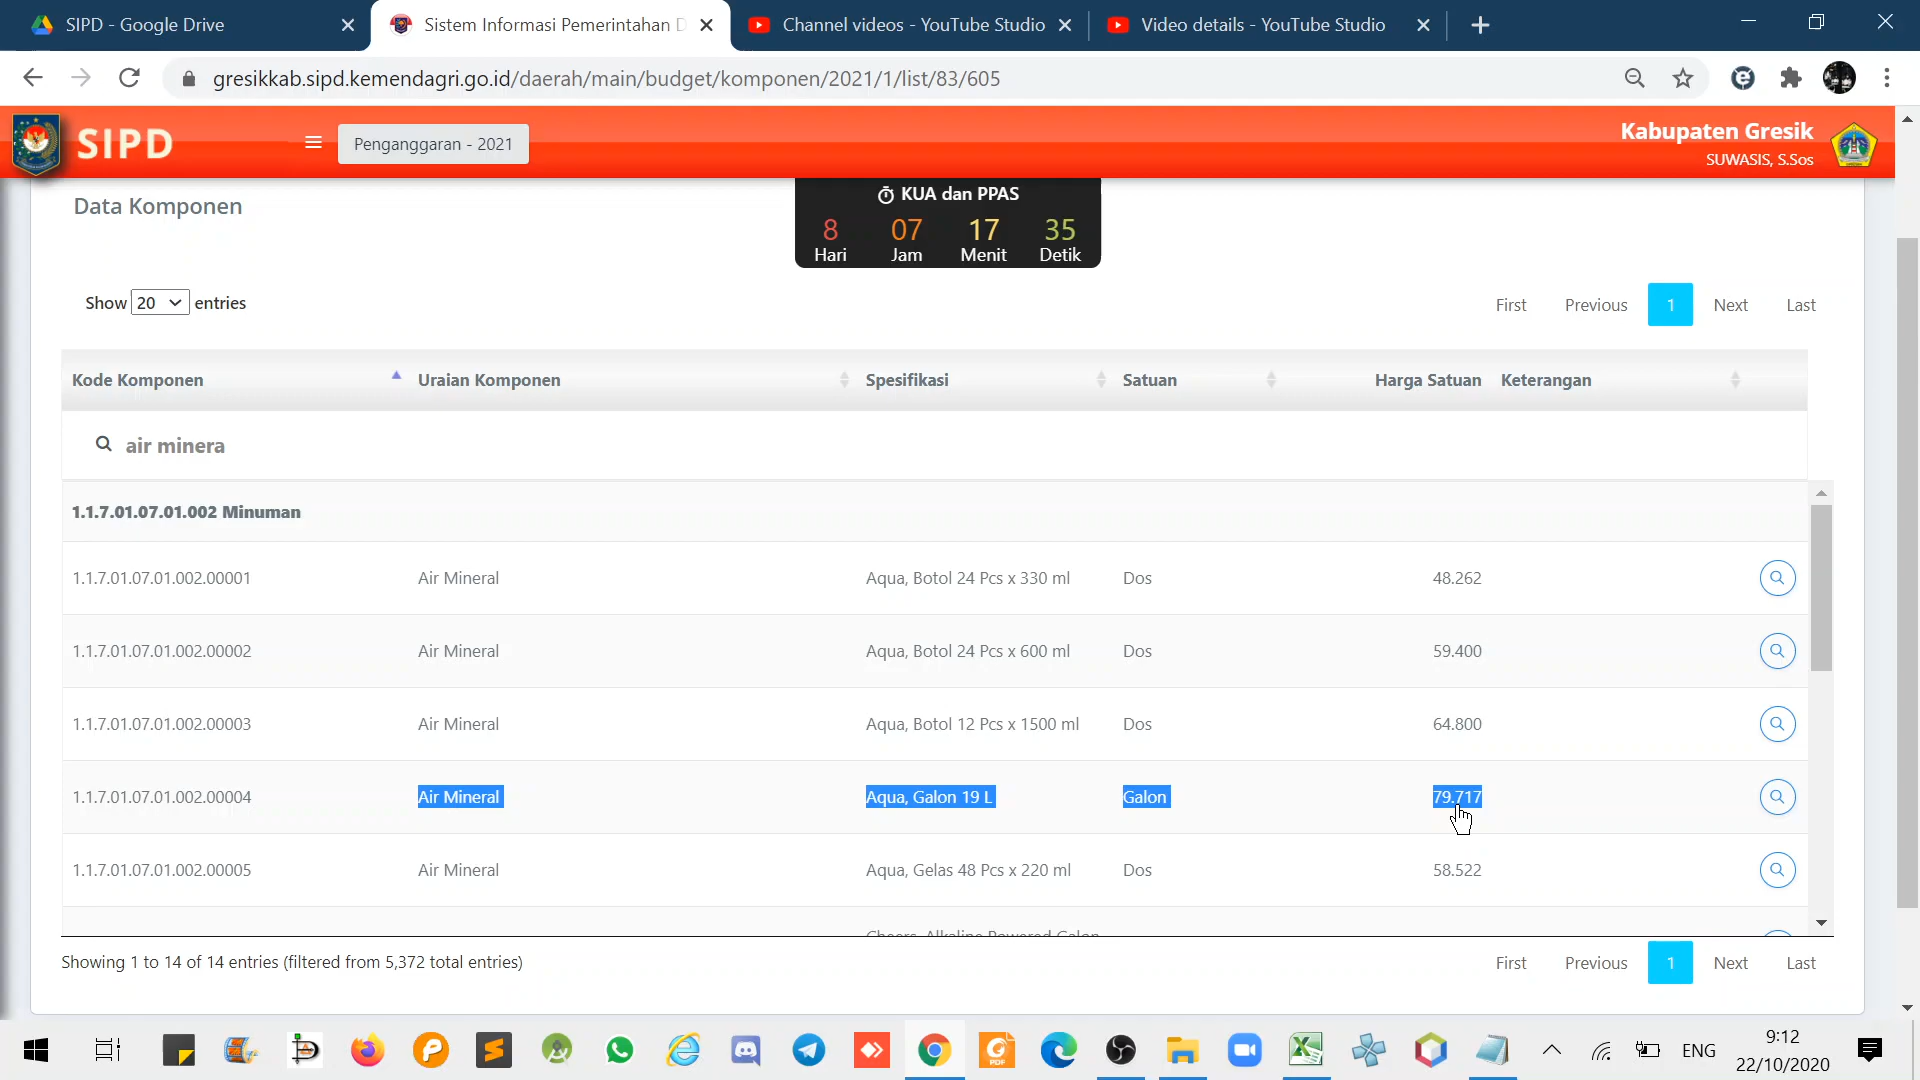 SIPD - Google Drive
Sistem Informasi Pemerintahan D
Channel videos - YouTube Studio
Video details - YouTube Studio
gresikkab.sipd.kemendagri.go.id/daerah/main/budget/komponen/2021/1/list/83/605
SIPD
Penganggaran - 2021
Kabupaten Gresik
SUWASIS, S.Sos
Data Komponen
KUA dan PPAS
8 07 17 35
Hari Jam Menit Detik
Show 20 entries
First Previous 1 Next Last
Kode Komponen Uraian Komponen Spesifikasi Satuan Harga Satuan Keterangan
air minera
1.1.7.01.07.01.002 Minuman
1.1.7.01.07.01.002.00001 Air Mineral Aqua, Botol 24 Pcs x 330 ml Dos 48.262
1.1.7.01.07.01.002.00002 Air Mineral Aqua, Botol 24 Pcs x 600 ml Dos 59.400
1.1.7.01.07.01.002.00003 Air Mineral Aqua, Botol 12 Pcs x 1500 ml Dos 64.800
1.1.7.01.07.01.002.00004 Air Mineral Aqua, Galon 19 L Galon 79.717
1.1.7.01.07.01.002.00005 Air Mineral Aqua, Gelas 48 Pcs x 220 ml Dos 58.522
Cheers, Alkaline Powered Galon
Showing 1 to 14 of 14 entries (filtered from 5,372 total entries)
First Previous 1 Next Last
ENG
9:12
22/10/2020